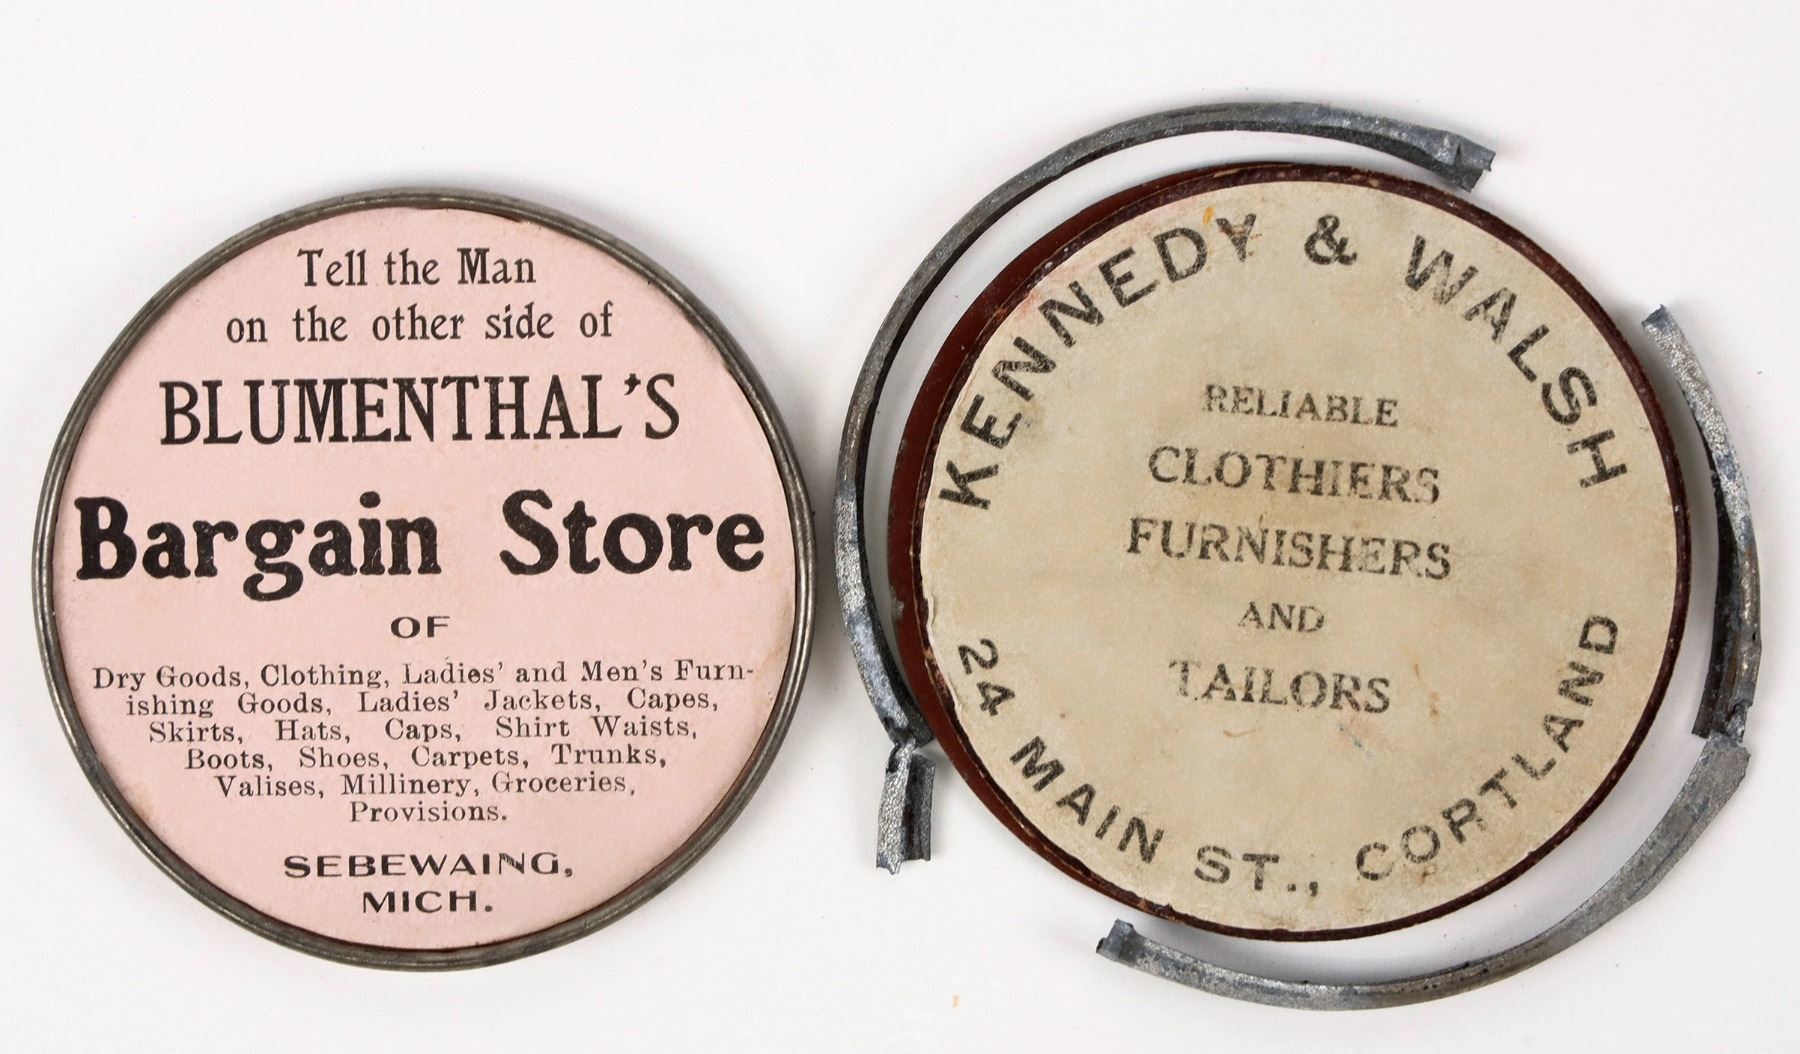 Tell the Man
on the other side of
BLUMENTHAL'S
Bargain Store
OF
Dry Goods, Clothing, Ladies' and Men's Furn-
ishing Goods, Ladies' Jackets, Capes,
Skirts, Hats, Caps, Shirt Waists,
Boots, Shoes, Carpets, Trunks,
Valises, Millinery, Groceries,
Provisions.
SEBEWAING,
MICH.
KENNEDY & WALSH
RELIABLE
CLOTHIERS
FURNISHERS
AND
TAILORS
24 MAIN ST., CORTLAND